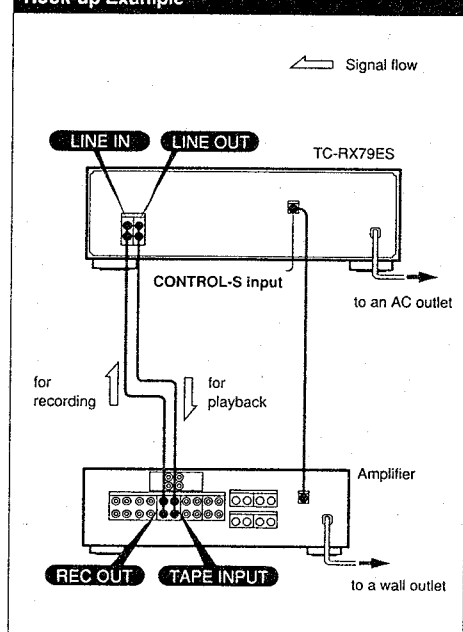 Hook-up Example
Signal flow
LINE IN
LINE OUT
TC-RX79ES
CONTROL-S input
to an AC outlet
for
recording
for
playback
Amplifier
REC OUT
TAPE INPUT
to a wall outlet